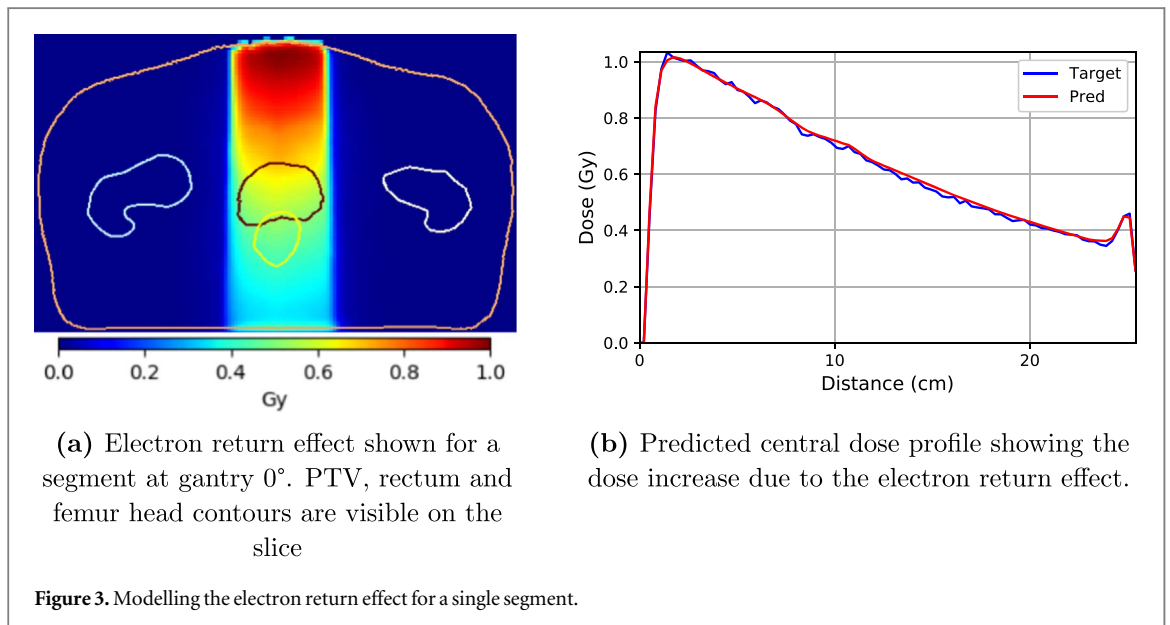 0.0 0.2 0.4 0.6 0.8 1.0
Gy
(a) Electron return effect shown for a
segment at gantry 0°. PTV, rectum and
femur head contours are visible on the
slice
1.0
0.8
0.6
0.4
0.2
0.0
Dose (Gy)
Target
Pred
0 10 20
Distance (cm)
(b) Predicted central dose profile showing the
dose increase due to the electron return effect.
Figure 3. Modelling the electron return effect for a single segment.